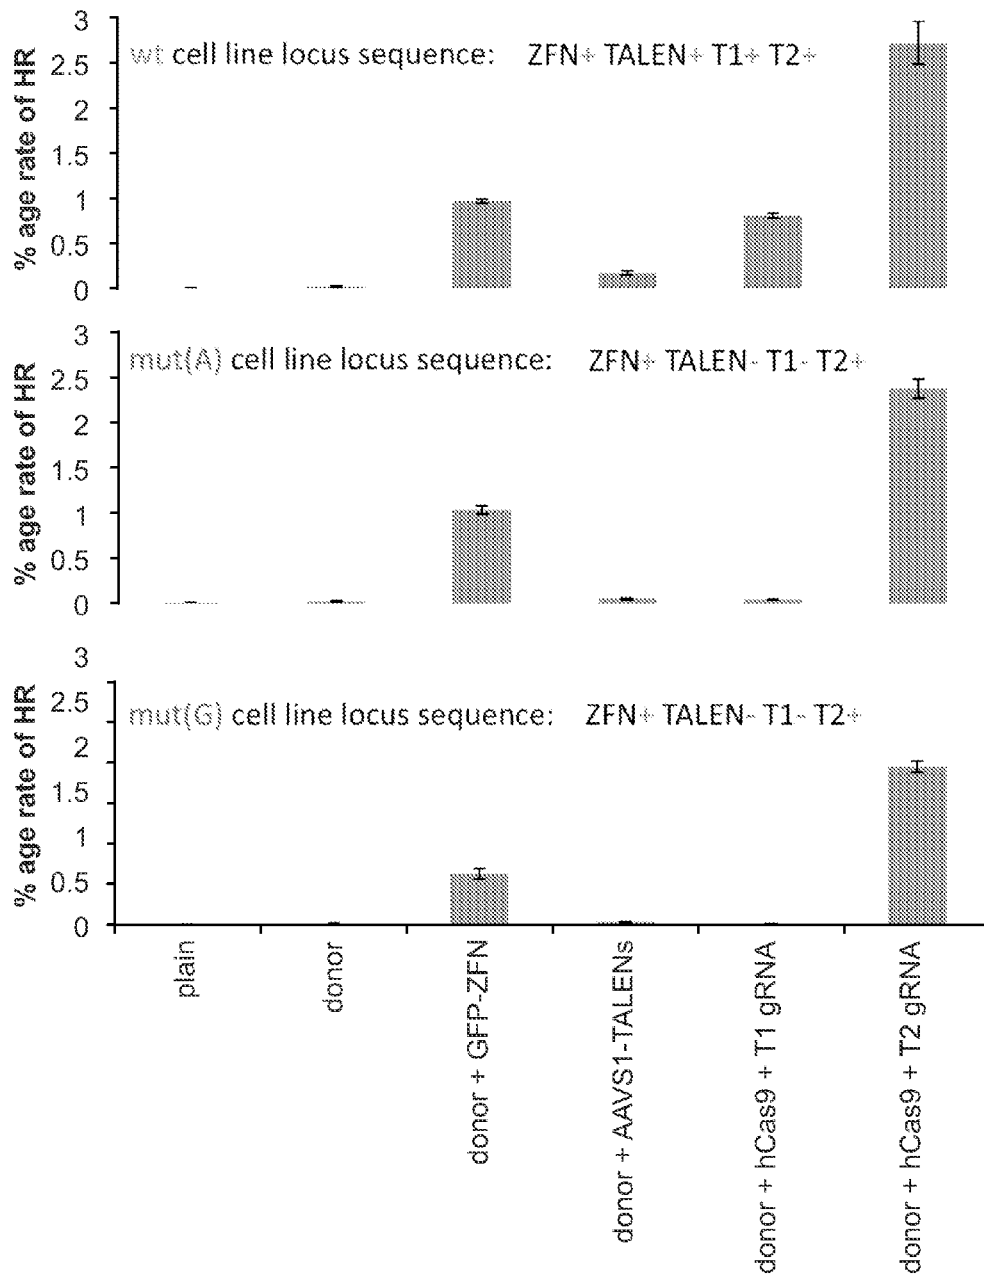 % age rate of HR
3
2.5
2
1.5
1
0.5
0
wt cell line locus sequence: ZFN+ TALEN+ T1+ T2+
% age rate of HR
3
2.5
2
1.5
1
0.5
0
mut(A) cell line locus sequence: ZFN+ TALEN- T1- T2+
% age rate of HR
3
2.5
2
1.5
1
0.5
0
mut(G) cell line locus sequence: ZFN+ TALEN- T1- T2+
plain
donor
donor + GFP-ZFN
donor + AAVS1-TALENs
donor + hCas9 + T1 gRNA
donor + hCas9 + T2 gRNA